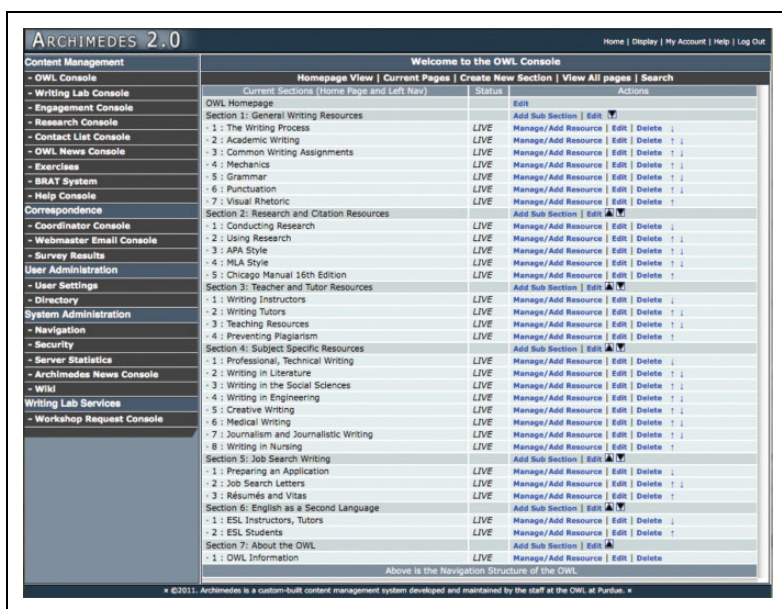 ARCHIMEDES 2.0
Home | Display | My Account | Help | Log Out
Content Management
- OWL Console
- Writing Lab Console
- Engagement Console
- Research Console
- Contact List Console
- OWL News Console
- Exercises
- BRAT System
- Help Console
Correspondence
- Coordinator Console
- Webmaster Email Console
- Survey Results
User Administration
- User Settings
- Directory
System Administration
- Navigation
- Security
- Server Statistics
- Archimedes News Console
- Wiki
Writing Lab Services
- Workshop Request Console
Welcome to the OWL Console
Homepage View | Current Pages | Create New Section | View All pages | Search
Current Sections (Home Page and Left Nav) Status Actions
OWL Homepage Edit
Section 1: General Writing Resources Add Sub Section | Edit
- 1 : The Writing Process LIVE Manage/Add Resource | Edit | Delete ↓
- 2 : Academic Writing LIVE Manage/Add Resource | Edit | Delete ↑ ↓
- 3 : Common Writing Assignments LIVE Manage/Add Resource | Edit | Delete ↑ ↓
- 4 : Mechanics LIVE Manage/Add Resource | Edit | Delete ↑ ↓
- 5 : Grammar LIVE Manage/Add Resource | Edit | Delete ↑ ↓
- 6 : Punctuation LIVE Manage/Add Resource | Edit | Delete ↑ ↓
- 7 : Visual Rhetoric LIVE Manage/Add Resource | Edit | Delete ↑
Section 2: Research and Citation Resources Add Sub Section | Edit
- 1 : Conducting Research LIVE Manage/Add Resource | Edit | Delete ↓
- 2 : Using Research LIVE Manage/Add Resource | Edit | Delete ↑ ↓
- 3 : APA Style LIVE Manage/Add Resource | Edit | Delete ↑ ↓
- 4 : MLA Style LIVE Manage/Add Resource | Edit | Delete ↑ ↓
- 5 : Chicago Manual 16th Edition LIVE Manage/Add Resource | Edit | Delete ↑
Section 3: Teacher and Tutor Resources Add Sub Section | Edit
- 1 : Writing Instructors LIVE Manage/Add Resource | Edit | Delete ↓
- 2 : Writing Tutors LIVE Manage/Add Resource | Edit | Delete ↑ ↓
- 3 : Teaching Resources LIVE Manage/Add Resource | Edit | Delete ↑ ↓
- 4 : Preventing Plagiarism LIVE Manage/Add Resource | Edit | Delete ↑
Section 4: Subject Specific Resources Add Sub Section | Edit
- 1 : Professional, Technical Writing LIVE Manage/Add Resource | Edit | Delete ↓
- 2 : Writing in Literature LIVE Manage/Add Resource | Edit | Delete ↑ ↓
- 3 : Writing in the Social Sciences LIVE Manage/Add Resource | Edit | Delete ↑ ↓
- 4 : Writing in Engineering LIVE Manage/Add Resource | Edit | Delete ↑ ↓
- 5 : Creative Writing LIVE Manage/Add Resource | Edit | Delete ↑ ↓
- 6 : Medical Writing LIVE Manage/Add Resource | Edit | Delete ↑ ↓
- 7 : Journalism and Journalistic Writing LIVE Manage/Add Resource | Edit | Delete ↑ ↓
- 8 : Writing in Nursing LIVE Manage/Add Resource | Edit | Delete ↑
Section 5: Job Search Writing Add Sub Section | Edit
- 1 : Preparing an Application LIVE Manage/Add Resource | Edit | Delete ↓
- 2 : Job Search Letters LIVE Manage/Add Resource | Edit | Delete ↑ ↓
- 3 : Résumés and Vitas LIVE Manage/Add Resource | Edit | Delete ↑
Section 6: English as a Second Language Add Sub Section | Edit
- 1 : ESL Instructors, Tutors LIVE Manage/Add Resource | Edit | Delete ↓
- 2 : ESL Students LIVE Manage/Add Resource | Edit | Delete ↑
Section 7: About the OWL Add Sub Section | Edit
- 1 : OWL Information LIVE Manage/Add Resource | Edit | Delete
Above is the Navigation Structure of the OWL
× ©2011. Archimedes is a custom-built content management system developed and maintained by the staff at the OWL at Purdue. ×